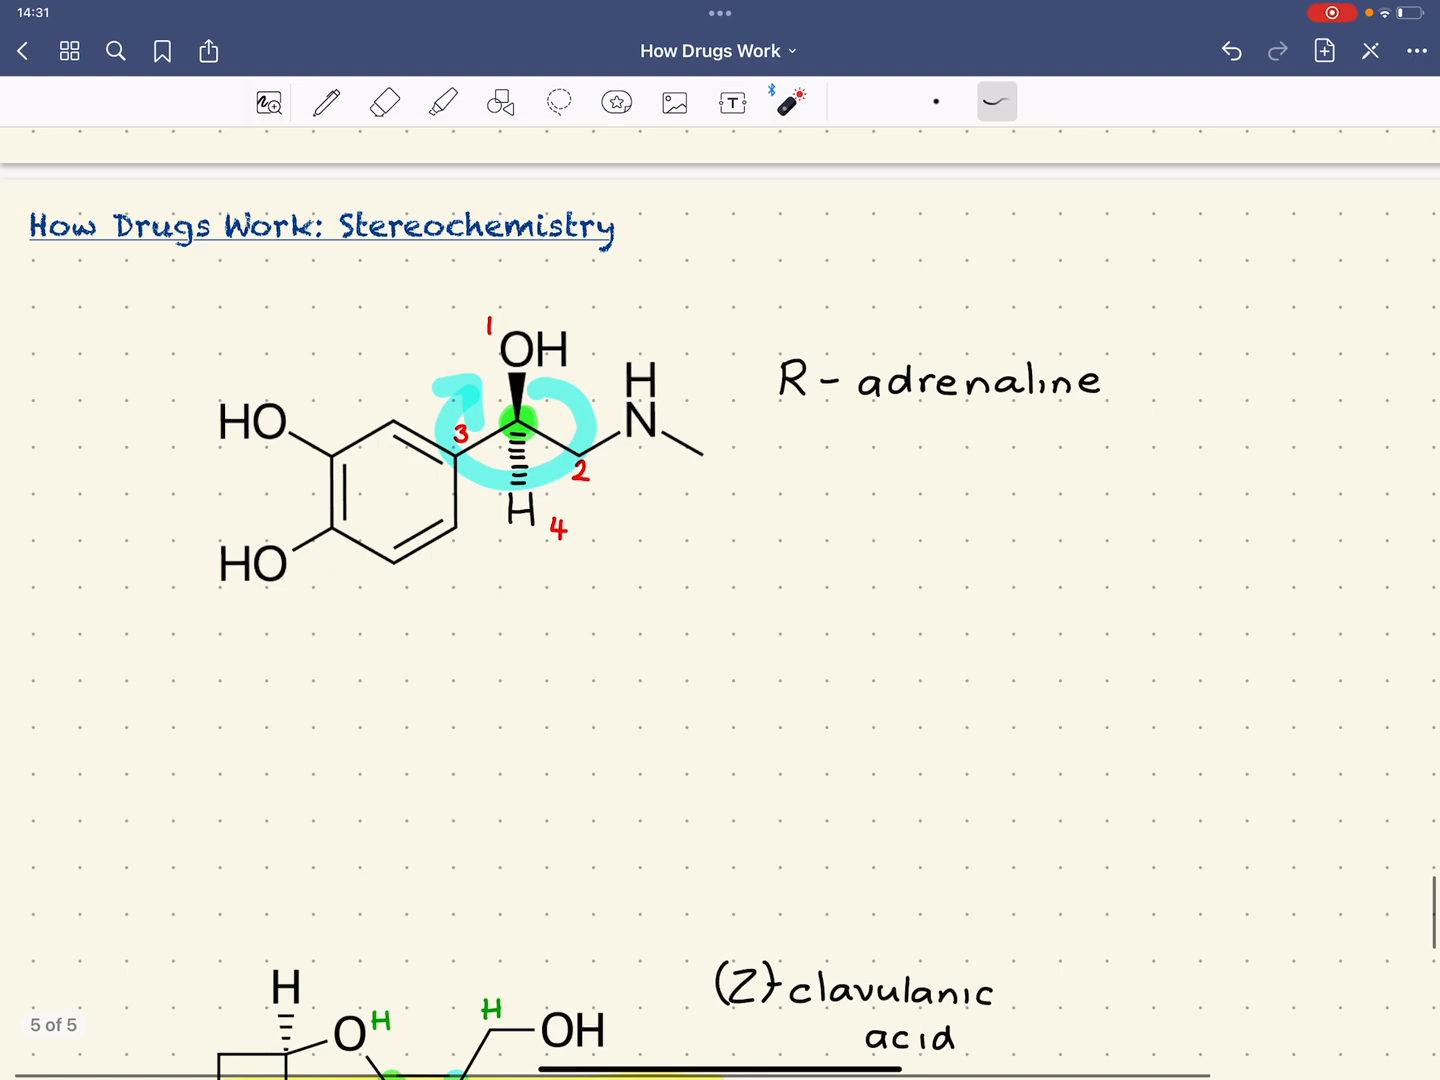 14:31
How Drugs Work
T
How Drugs Work: Stereochemistry
1
OH
H
N
R - adrenaline
HO
3
2
H
4
HO
H
(Z)-clavulanic
acid
H
O
H
OH
5 of 5